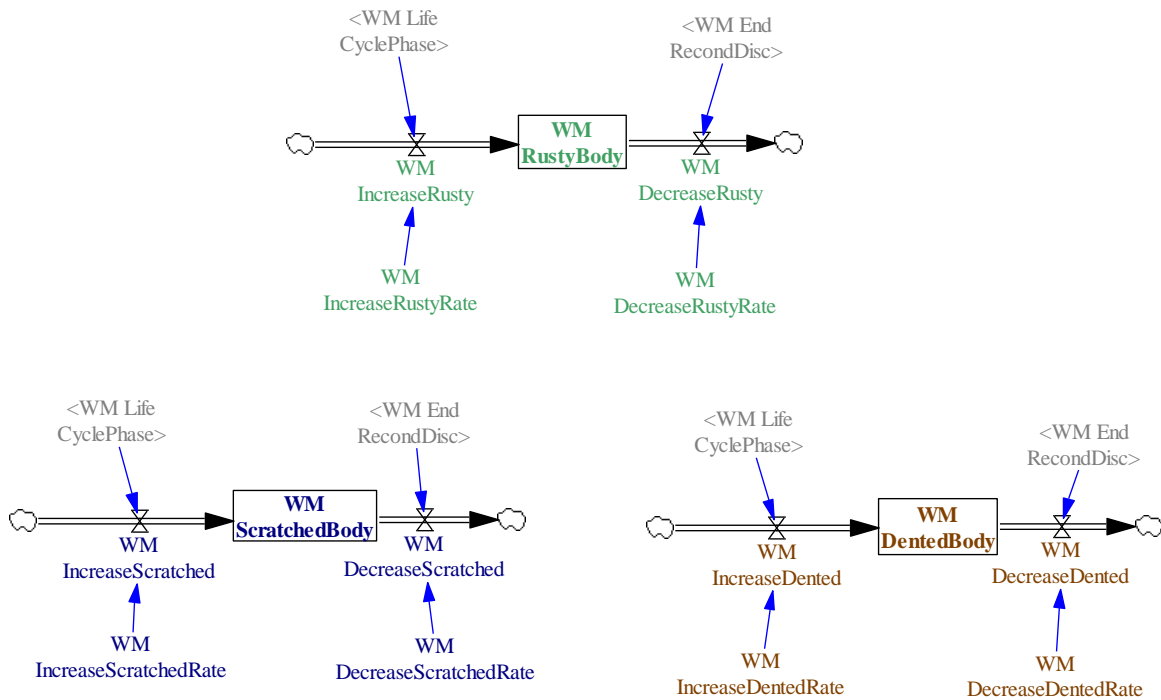 <WM Life
CyclePhase>
<WM End
RecondDisc>
WM
RustyBody
WM
IncreaseRusty
WM
DecreaseRusty
WM
IncreaseRustyRate
WM
DecreaseRustyRate
<WM Life
CyclePhase>
<WM End
RecondDisc>
WM
ScratchedBody
WM
IncreaseScratched
WM
DecreaseScratched
WM
IncreaseScratchedRate
WM
DecreaseScratchedRate
<WM Life
CyclePhase>
<WM End
RecondDisc>
WM
DentedBody
WM
IncreaseDented
WM
DecreaseDented
WM
IncreaseDentedRate
WM
DecreaseDentedRate